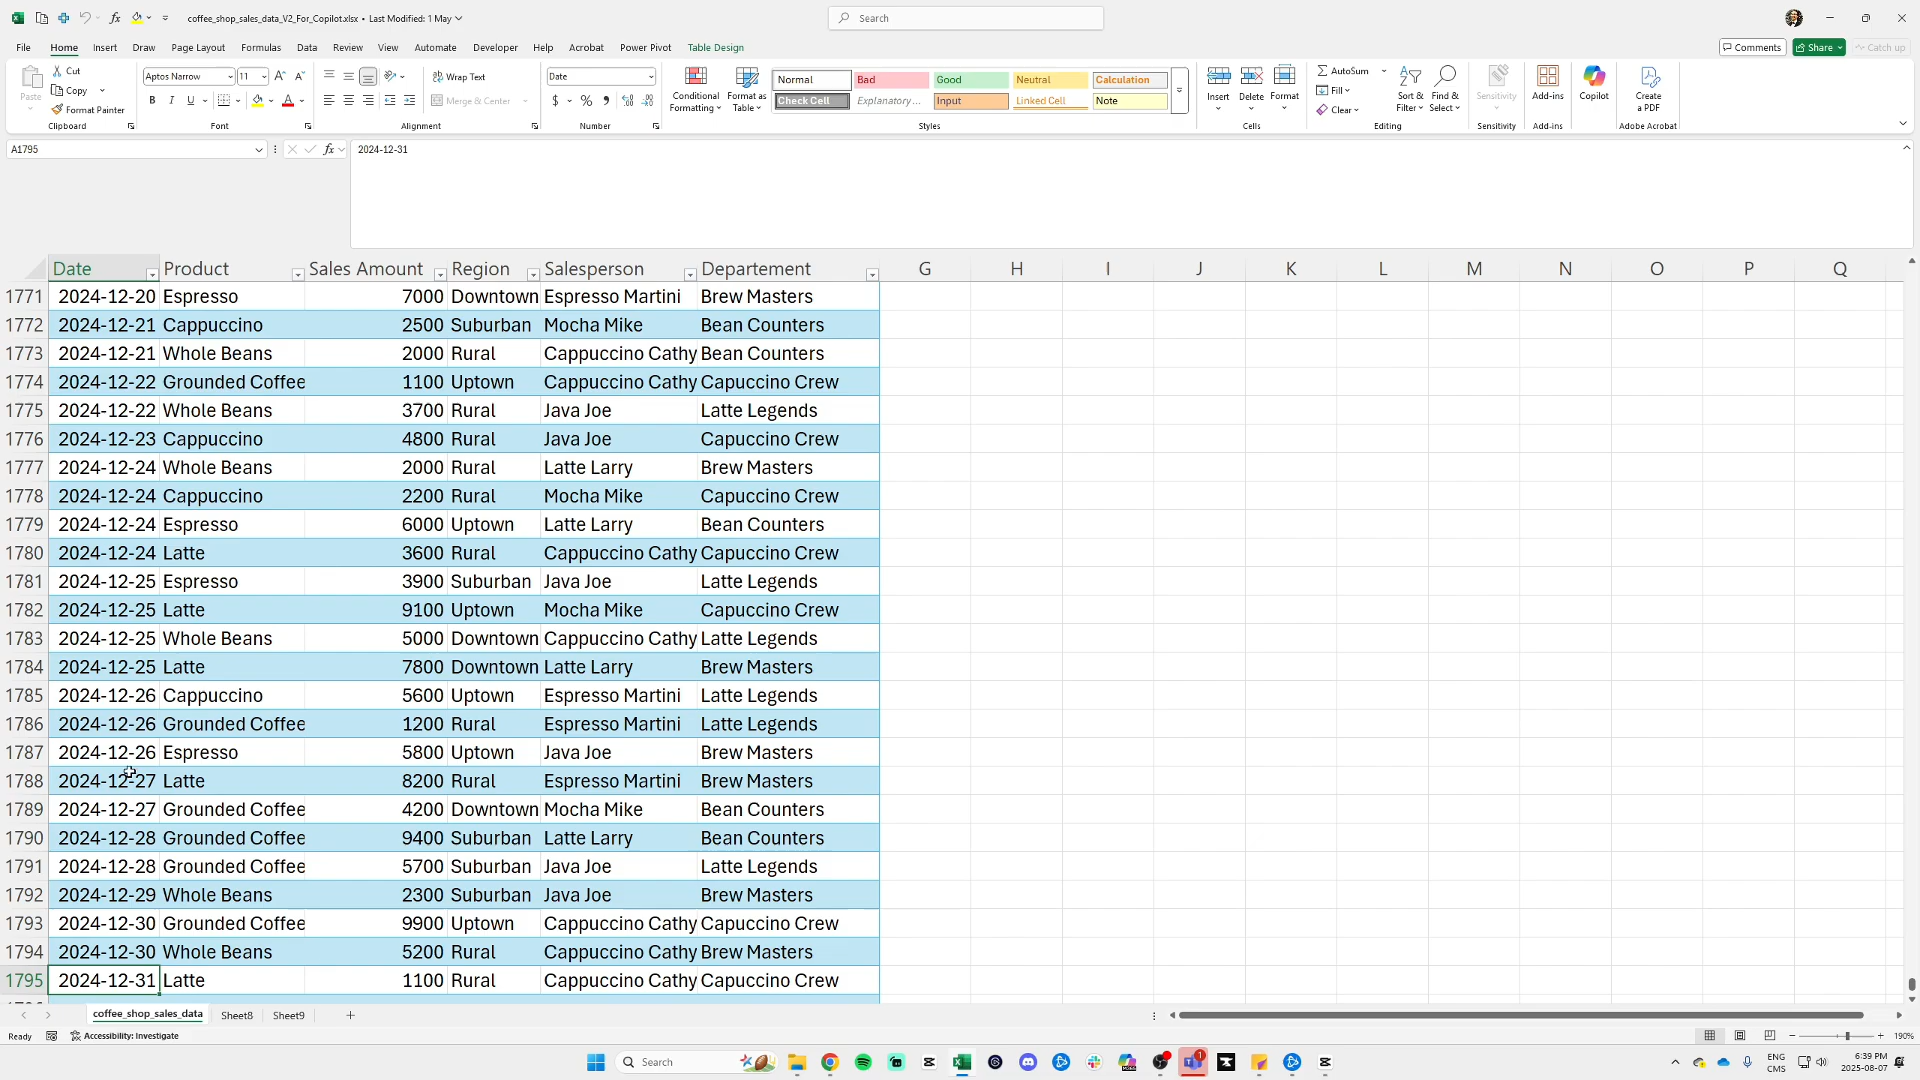 coffee_shop_sales_data_V2_For_Copilot.xlsx • Last Modified: 1 May
Search
File Home Insert Draw Page Layout Formulas Data Review View Automate Developer Help Acrobat Power Pivot Table Design
Comments Share Catch up
Paste Cut Copy Format Painter
Clipboard
Aptos Narrow 11
B I U
Font
Wrap Text
Merge & Center
Alignment
Date
$ % ,
Number
Conditional Formatting
Format as Table
Normal Bad Good Neutral Calculation
Check Cell Explanatory... Input Linked Cell Note
Styles
Insert Delete Format
Cells
AutoSum
Fill
Clear
Sort & Filter
Find & Select
Editing
Sensitivity
Sensitivity
Add-ins
Add-ins
Copilot
Create a PDF
Adobe Acrobat
A1795 fx 2024-12-31
Date Product Sales Amount Region Salesperson Departement G H I J K L M N O P Q
1771 2024-12-20 Espresso 7000 Downtown Espresso Martini Brew Masters
1772 2024-12-21 Cappuccino 2500 Suburban Mocha Mike Bean Counters
1773 2024-12-21 Whole Beans 2000 Rural Cappuccino Cathy Bean Counters
1774 2024-12-22 Grounded Coffee 1100 Uptown Cappuccino Cathy Capuccino Crew
1775 2024-12-22 Whole Beans 3700 Rural Java Joe Latte Legends
1776 2024-12-23 Cappuccino 4800 Rural Java Joe Capuccino Crew
1777 2024-12-24 Whole Beans 2000 Rural Latte Larry Brew Masters
1778 2024-12-24 Cappuccino 2200 Rural Mocha Mike Capuccino Crew
1779 2024-12-24 Espresso 6000 Uptown Latte Larry Bean Counters
1780 2024-12-24 Latte 3600 Rural Cappuccino Cathy Capuccino Crew
1781 2024-12-25 Espresso 3900 Suburban Java Joe Latte Legends
1782 2024-12-25 Latte 9100 Uptown Mocha Mike Capuccino Crew
1783 2024-12-25 Whole Beans 5000 Downtown Cappuccino Cathy Latte Legends
1784 2024-12-25 Latte 7800 Downtown Latte Larry Brew Masters
1785 2024-12-26 Cappuccino 5600 Uptown Espresso Martini Latte Legends
1786 2024-12-26 Grounded Coffee 1200 Rural Espresso Martini Latte Legends
1787 2024-12-26 Espresso 5800 Uptown Java Joe Brew Masters
1788 2024-12-27 Latte 8200 Rural Espresso Martini Brew Masters
1789 2024-12-27 Grounded Coffee 4200 Downtown Mocha Mike Bean Counters
1790 2024-12-28 Grounded Coffee 9400 Suburban Latte Larry Bean Counters
1791 2024-12-28 Grounded Coffee 5700 Suburban Java Joe Latte Legends
1792 2024-12-29 Whole Beans 2300 Suburban Java Joe Brew Masters
1793 2024-12-30 Grounded Coffee 9900 Uptown Cappuccino Cathy Capuccino Crew
1794 2024-12-30 Whole Beans 5200 Rural Cappuccino Cathy Brew Masters
1795 2024-12-31 Latte 1100 Rural Cappuccino Cathy Capuccino Crew
coffee_shop_sales_data Sheet8 Sheet9
Ready Accessibility: Investigate 190%
Search
ENG CMS
6:39 PM
2025-08-07